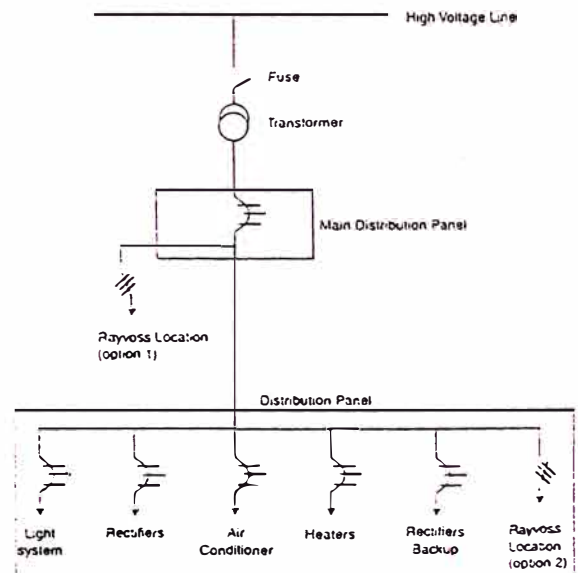 High Voltage Line
Fuse
Transformer
Main Distribution Panel
Rayvoss Location
(option 1)
Distribution Panel
Light
system
Rectifiers
Air
Conditioner
Heaters
Rectifiers
Backup
Rayvoss
Location
(option 2)